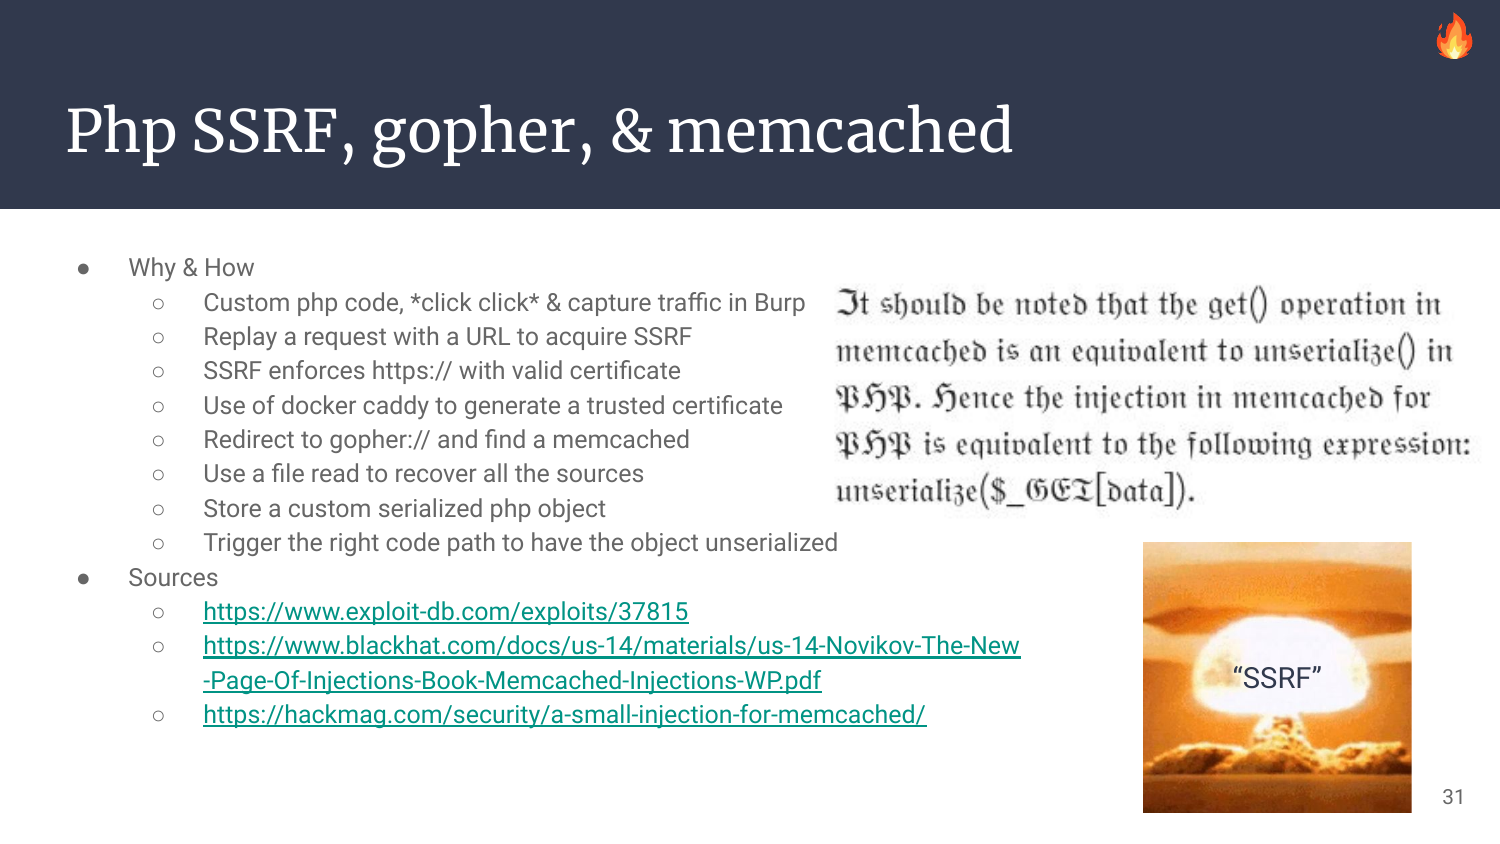 Php SSRF, gopher, & memcached
● Why & How
○ Custom php code, *click click* & capture traffic in Burp
○ Replay a request with a URL to acquire SSRF
○ SSRF enforces https:// with valid certificate
○ Use of docker caddy to generate a trusted certificate
○ Redirect to gopher:// and find a memcached
○ Use a file read to recover all the sources
○ Store a custom serialized php object
○ Trigger the right code path to have the object unserialized
● Sources
○ https://www.exploit-db.com/exploits/37815
○ https://www.blackhat.com/docs/us-14/materials/us-14-Novikov-The-New
-Page-Of-Injections-Book-Memcached-Injections-WP.pdf
○ https://hackmag.com/security/a-small-injection-for-memcached/
It should be noted that the get() operation in
memcached is an equivalent to unserialize() in
PHP. Hence the injection in memcached for
PHP is equivalent to the following expression:
unserialize($_GET[data]).
“SSRF”
31